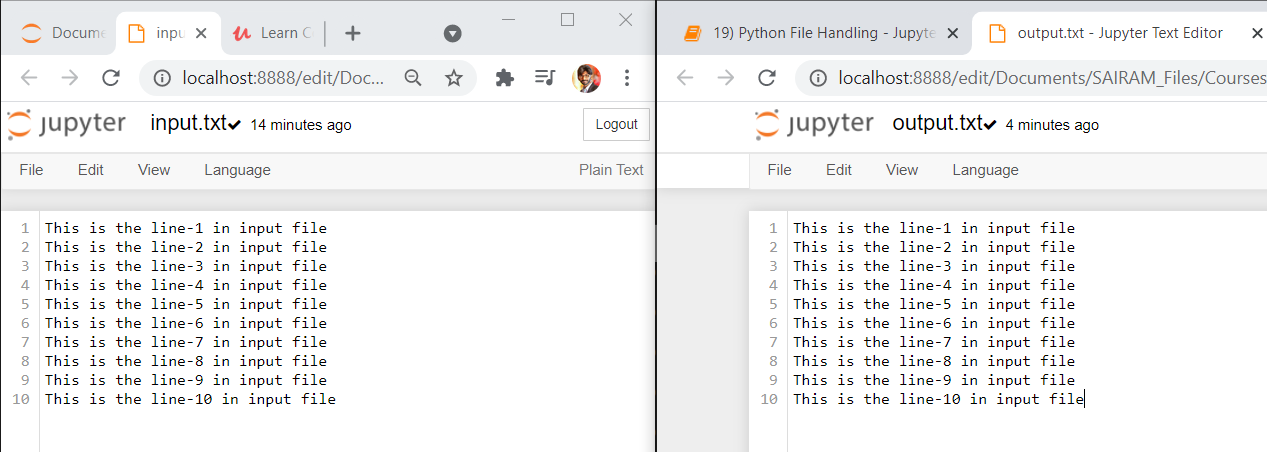 Docume
inpu
Learn C
localhost:8888/edit/Doc...
jupyter input.txt 14 minutes ago
Logout
File Edit View Language Plain Text
1 This is the line-1 in input file
2 This is the line-2 in input file
3 This is the line-3 in input file
4 This is the line-4 in input file
5 This is the line-5 in input file
6 This is the line-6 in input file
7 This is the line-7 in input file
8 This is the line-8 in input file
9 This is the line-9 in input file
10 This is the line-10 in input file
19) Python File Handling - Jupyte
output.txt - Jupyter Text Editor
localhost:8888/edit/Documents/SAIRAM_Files/Courses
jupyter output.txt 4 minutes ago
File Edit View Language
1 This is the line-1 in input file
2 This is the line-2 in input file
3 This is the line-3 in input file
4 This is the line-4 in input file
5 This is the line-5 in input file
6 This is the line-6 in input file
7 This is the line-7 in input file
8 This is the line-8 in input file
9 This is the line-9 in input file
10 This is the line-10 in input file